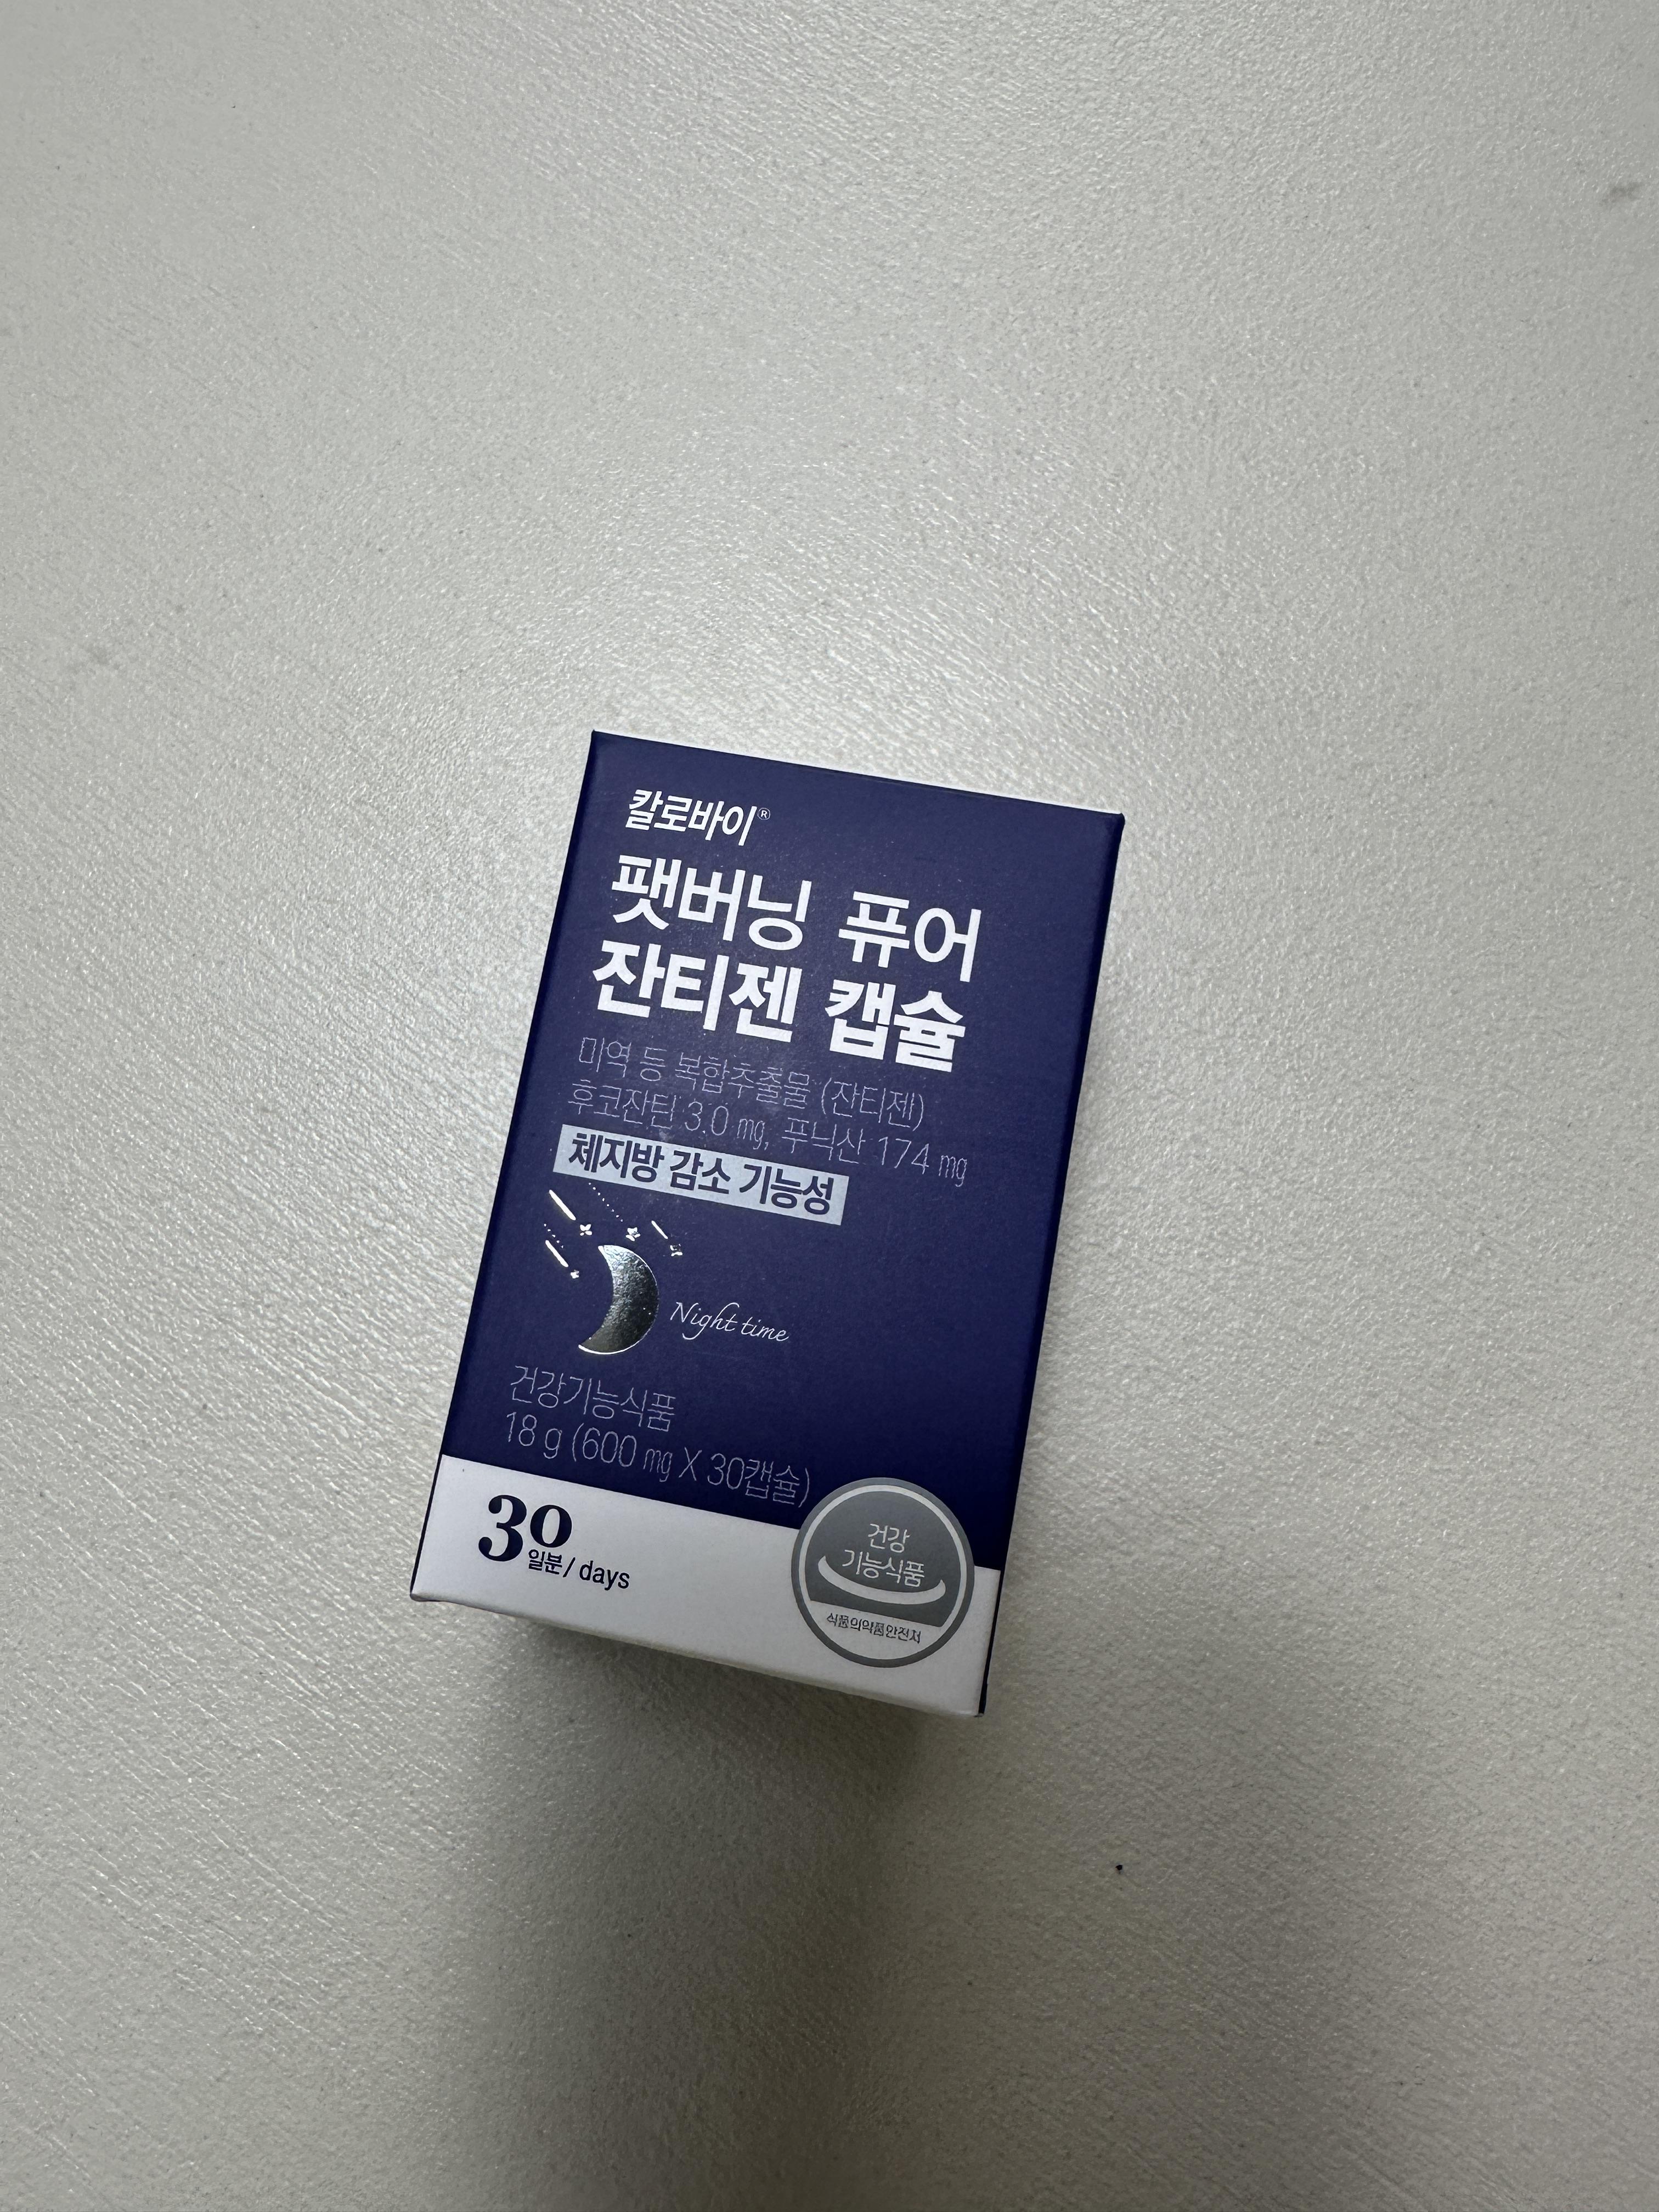 칼로바이®
팻버닝 퓨어
잔티젠 캡슐
미역 등 복합추출물 (잔티젠)
후코잔틴 3.0 mg, 푸닉산 174 mg
체지방 감소 기능성
Night time
건강기능식품
18 g (600 mg X 30캡슐)
30일분 / days
건강
기능식품
식품의약품안전처